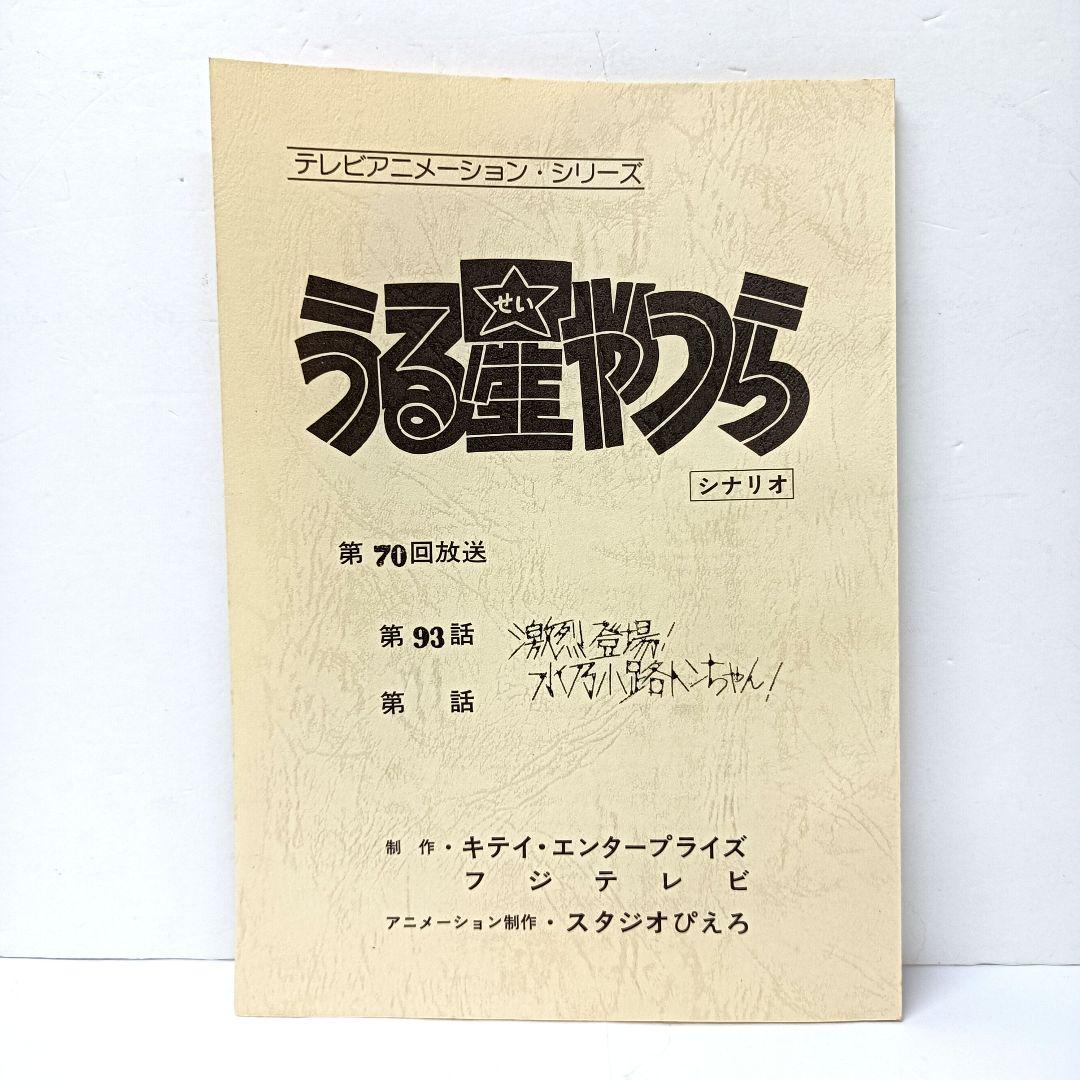 テレビアニメーション・シリーズ
うる星やつら
せい
シナリオ
第70回放送
第93話 激烈登場!
水乃小路トンちゃん!
第 話
制作・キテイ・エンタープライズ
フジテレビ
アニメーション制作・スタジオぴえろ